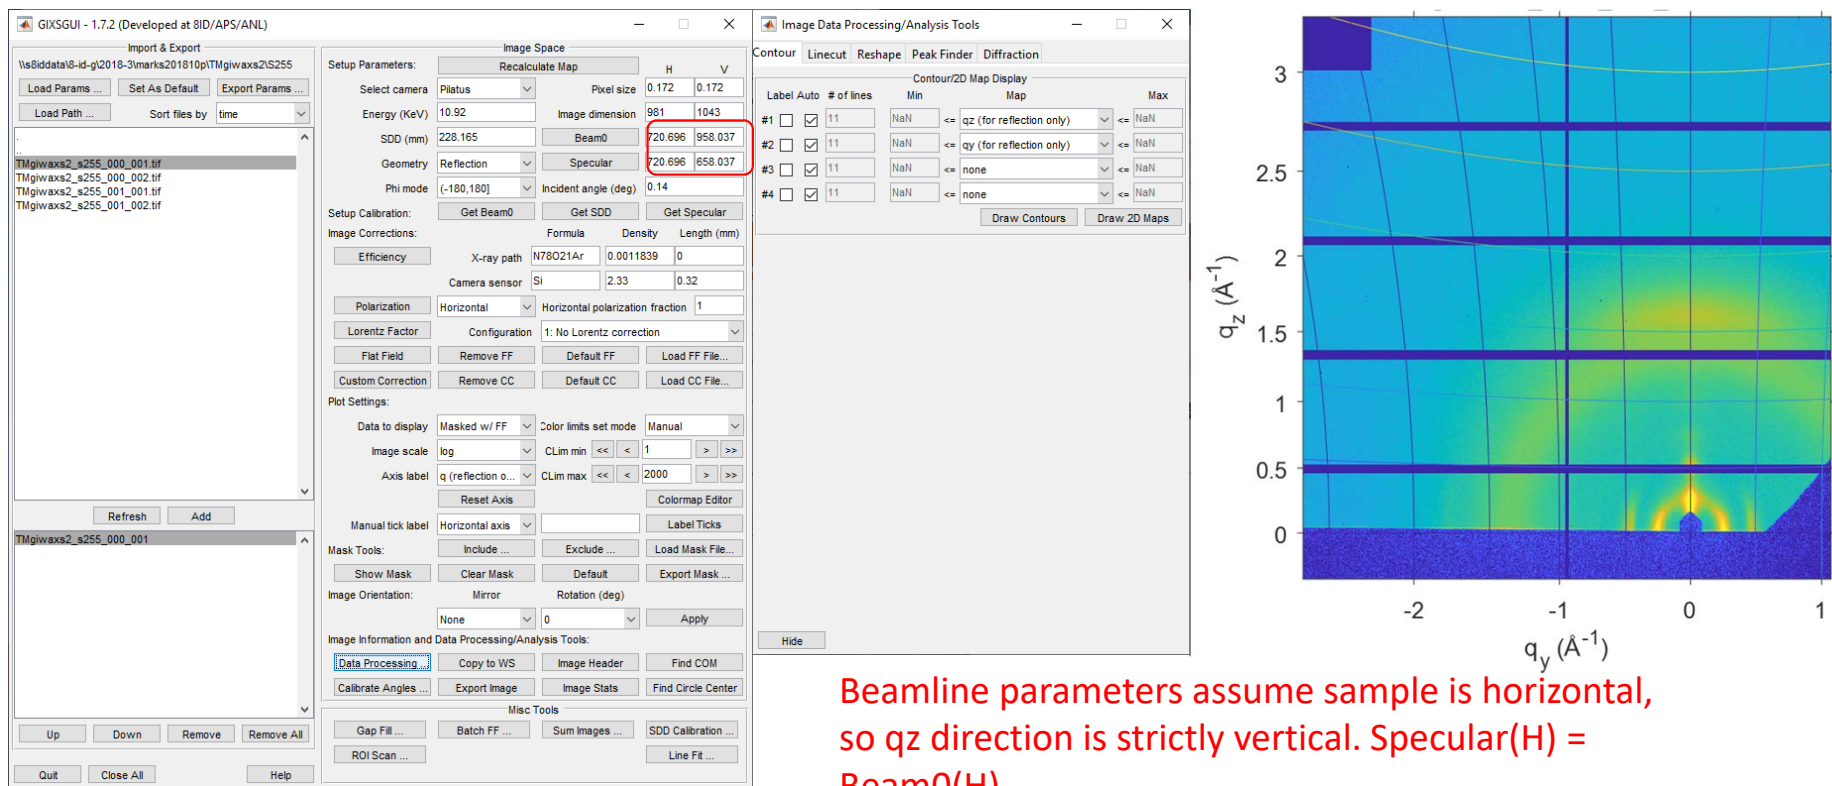 GIXSGUI - 1.7.2 (Developed at 8ID/APS/ANL)
Import & Export
\\s8iddata\8-id-g\2018-3\marks201810p\TMgiwaxs2\S255
Load Params ... Set As Default Export Params ...
Load Path ... Sort files by time
.
..
TMgiwaxs2_s255_000_001.tif
TMgiwaxs2_s255_000_002.tif
TMgiwaxs2_s255_001_001.tif
TMgiwaxs2_s255_001_002.tif
Refresh Add
TMgiwaxs2_s255_000_001
Up Down Remove Remove All
Quit Close All Help
Image Space
Setup Parameters: Recalculate Map H V
Select camera Pilatus Pixel size 0.172 0.172
Energy (KeV) 10.92 Image dimension 981 1043
SDD (mm) 228.165 Beam0 720.696 958.037
Geometry Reflection Specular 720.696 658.037
Phi mode (-180,180] Incident angle (deg) 0.14
Setup Calibration: Get Beam0 Get SDD Get Specular
Image Corrections: Formula Density Length (mm)
Efficiency X-ray path N78O21Ar 0.0011839 0
Camera sensor Si 2.33 0.32
Polarization Horizontal Horizontal polarization fraction 1
Lorentz Factor Configuration 1: No Lorentz correction
Flat Field Remove FF Default FF Load FF File...
Custom Correction Remove CC Default CC Load CC File...
Plot Settings:
Data to display Masked w/ FF Color limits set mode Manual
Image scale log CLim min << < 1 > >>
Axis label q (reflection o... CLim max << < 2000 > >>
Reset Axis Colormap Editor
Manual tick label Horizontal axis Label Ticks
Mask Tools: Include ... Exclude ... Load Mask File...
Show Mask Clear Mask Default Export Mask ...
Image Orientation: Mirror Rotation (deg)
None 0 Apply
Image Information and Data Processing/Analysis Tools:
Data Processing ... Copy to WS Image Header Find COM
Calibrate Angles ... Export Image Image Stats Find Circle Center
Misc Tools
Gap Fill ... Batch FF ... Sum Images ... SDD Calibration ...
ROI Scan ... Line Fit ...
Image Data Processing/Analysis Tools
Contour Linecut Reshape Peak Finder Diffraction
Contour/2D Map Display
Label Auto # of lines Min Map Max
#1 11 NaN <= qz (for reflection only) <= NaN
#2 11 NaN <= qy (for reflection only) <= NaN
#3 11 NaN <= none <= NaN
#4 11 NaN <= none <= NaN
Draw Contours Draw 2D Maps
Hide
3
2.5
2
1.5
1
0.5
0
q_z (Å^-1)
-2 -1 0 1
q_y (Å^-1)
Beamline parameters assume sample is horizontal,
so qz direction is strictly vertical. Specular(H) =
Beam0(H)